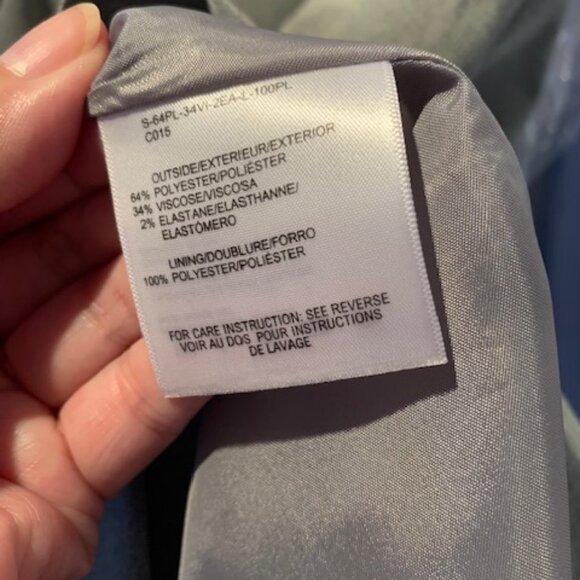 S-64PL-34VI-2EA-L-100PL
C015
OUTSIDE/EXTERIEUR/EXTERIOR
64% POLYESTER/POLIÉSTER
34% VISCOSE/VISCOSA
2% ELASTANE/ELASTHANNE/
ELASTÓMERO
LINING/DOUBLURE/FORRO
100% POLYESTER/POLIÉSTER
FOR CARE INSTRUCTION: SEE REVERSE
VOIR AU DOS POUR INSTRUCTIONS
DE LAVAGE